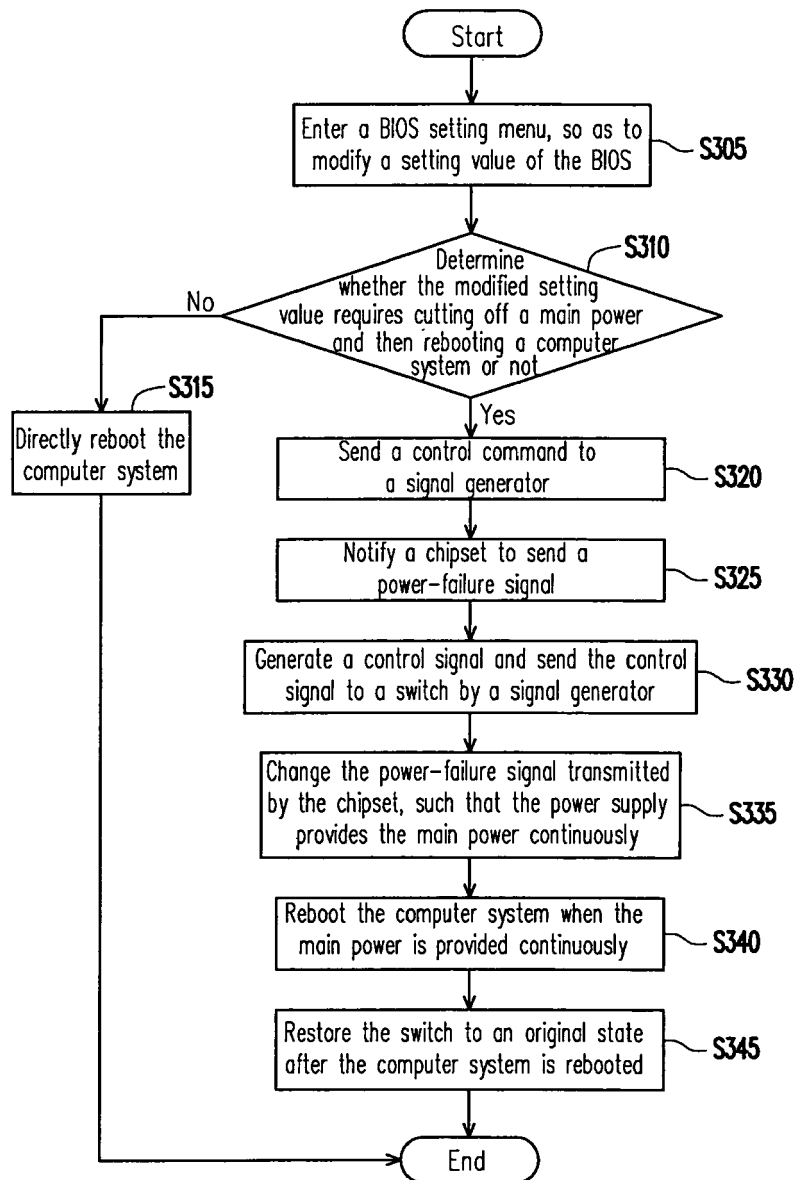 Start
Enter a BIOS setting menu, so as to
modify a setting value of the BIOS
S305
S310
Determine
whether the modified setting
value requires cutting off a main power
and then rebooting a computer
system or not
No
Yes
S315
Directly reboot the
computer system
Send a control command to
a signal generator
S320
Notify a chipset to send a
power-failure signal
S325
Generate a control signal and send the control
signal to a switch by a signal generator
S330
Change the power-failure signal transmitted
by the chipset, such that the power supply
provides the main power continuously
S335
Reboot the computer system when the
main power is provided continuously
S340
Restore the switch to an original state
after the computer system is rebooted
S345
End